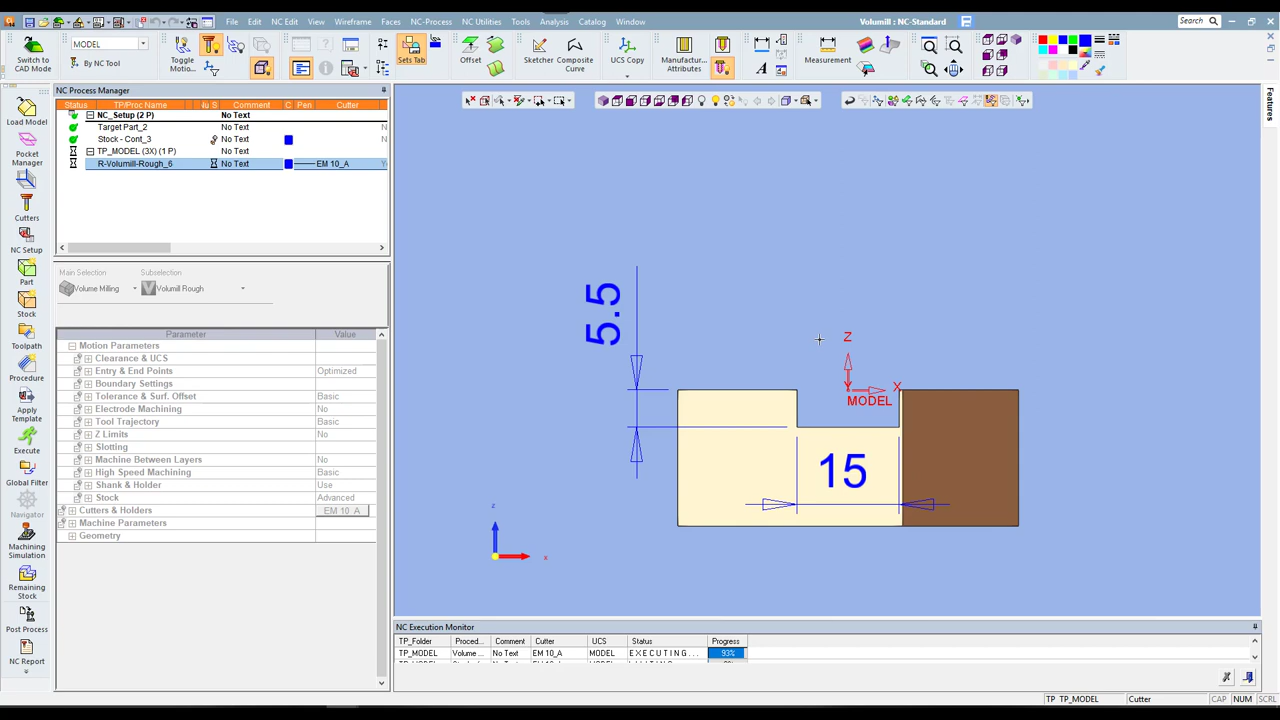 File Edit NC Edit View Wireframe Faces NC-Process NC Utilities Tools Analysis Catalog Window Volumill : NC-Standard Search
Switch to CAD Mode
MODEL
By NC Tool
Toggle Motion...
Sets Tab
Offset
Sketcher
Composite Curve
UCS Copy
Manufactur... Attributes
Measurement
NC Process Manager
Status TP/Proc Name Comment C Pen Cutter
NC_Setup (2 P) No Text
Target Part_2 No Text
Stock - Cont_3 No Text
TP_MODEL (3X) (1 P) No Text
R-Volumill-Rough_6 No Text EM 10_A
Load Model
Pocket Manager
Cutters
NC Setup
Part
Stock
Toolpath
Procedure
Apply Template
Execute
Global Filter
Navigator
Machining Simulation
Remaining Stock
Post Process
NC Report
Main Selection Subselection
Volume Milling Volumill Rough
Parameter Value
Motion Parameters
Clearance & UCS
Entry & End Points Optimized
Boundary Settings
Tolerance & Surf. Offset Basic
Electrode Machining No
Tool Trajectory Basic
Z Limits No
Slotting
Machine Between Layers No
High Speed Machining Basic
Shank & Holder Use
Stock Advanced
Cutters & Holders EM 10_A
Machine Parameters
Geometry
5.5
Z
X
Y
MODEL
15
z
x
Features
NC Execution Monitor
TP_Folder Proced... Comment Cutter UCS Status Progress
TP_MODEL Volume ... No Text EM 10_A MODEL E X E C U T I N G . . . 93%
TP TP_MODEL Cutter CAP NUM SCRL